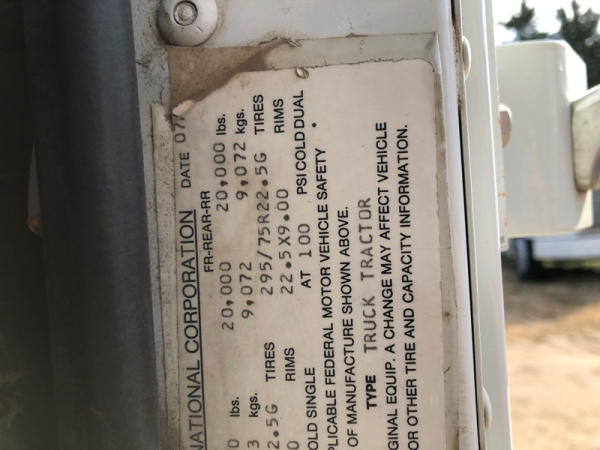 NATIONAL CORPORATION DATE 07/
FR-REAR-RR
0 lbs. 20,000 20,000 lbs.
3 kgs. 9,072 9,072 kgs.
2.5G TIRES 295/75R22.5G TIRES
0 RIMS 22.5X9.00 RIMS
OLD SINGLE AT 100 PSI COLD DUAL
PLICABLE FEDERAL MOTOR VEHICLE SAFETY
OF MANUFACTURE SHOWN ABOVE.
TYPE TRUCK TRACTOR
GINAL EQUIP. A CHANGE MAY AFFECT VEHICLE
OR OTHER TIRE AND CAPACITY INFORMATION.